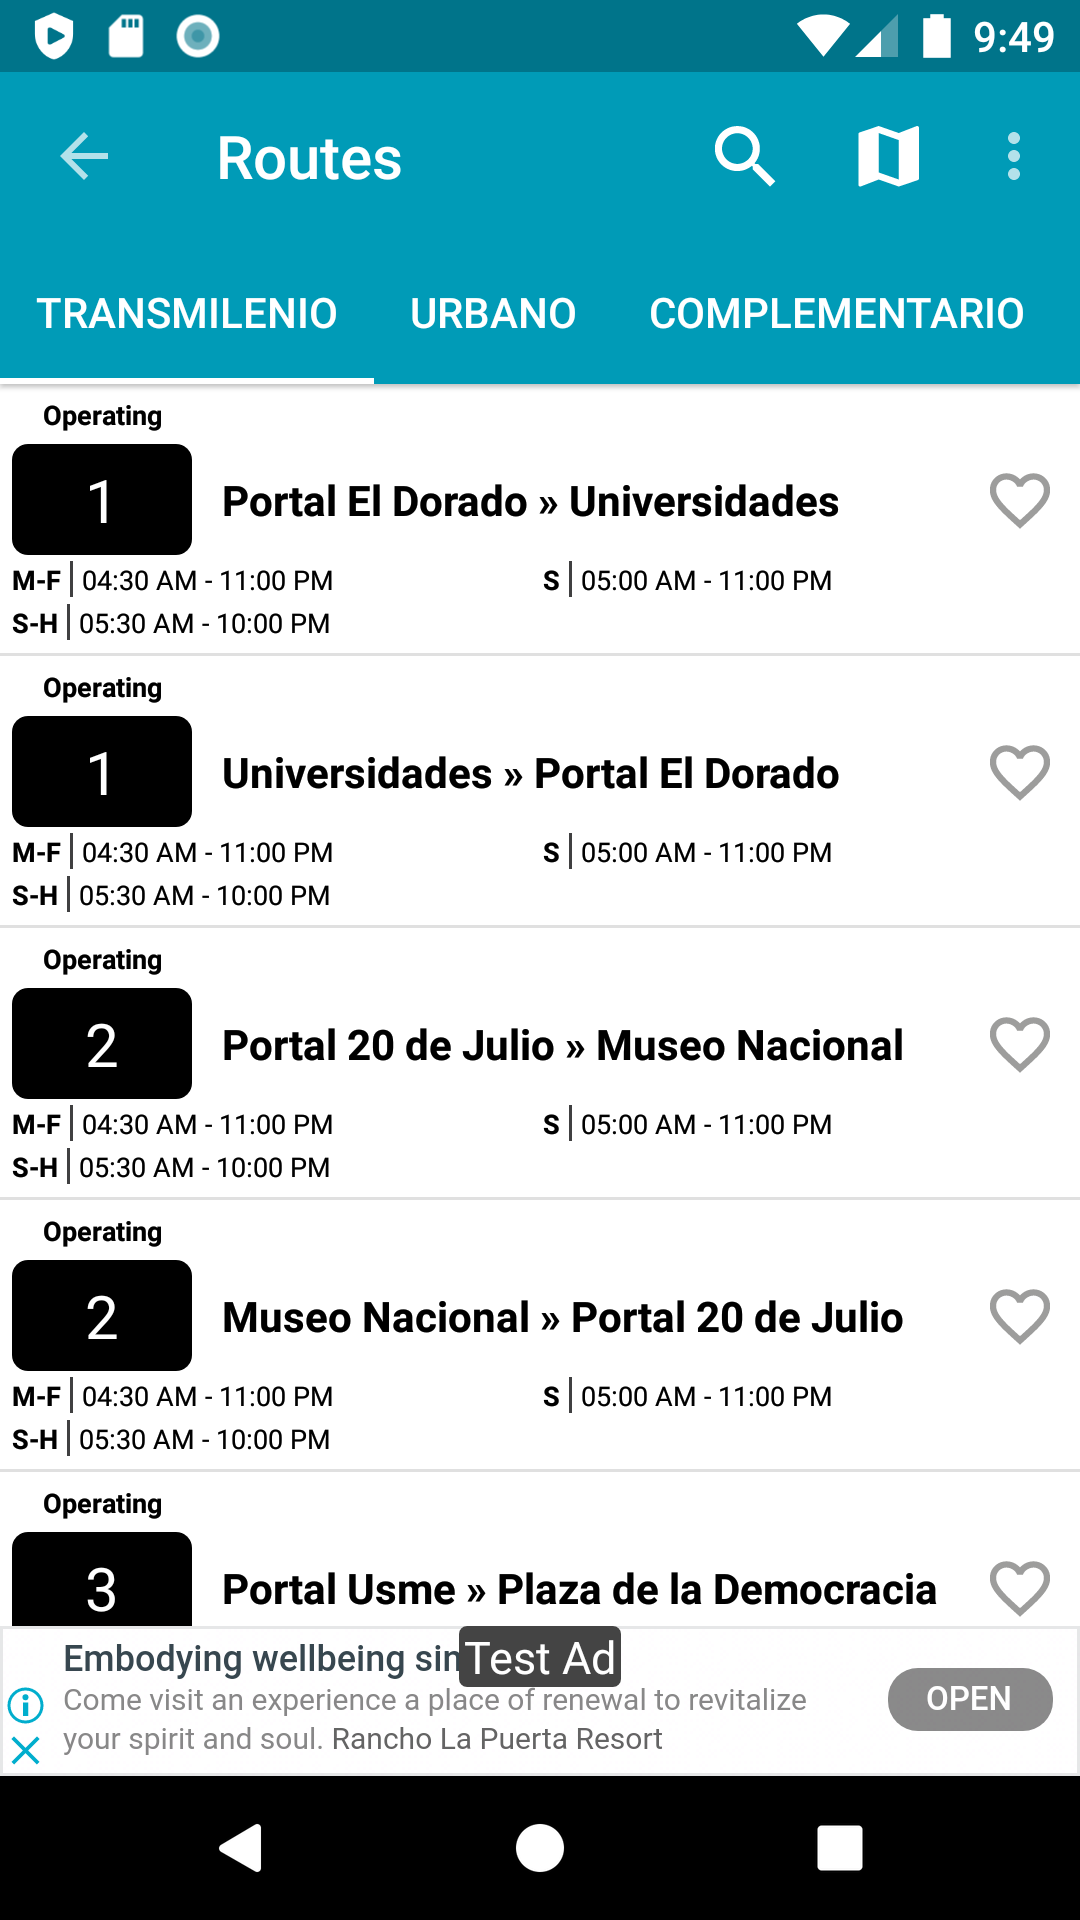 9:49
Routes
TRANSMILENIO URBANO COMPLEMENTARIO
Operating
1 Portal El Dorado » Universidades
M-F 04:30 AM - 11:00 PM S 05:00 AM - 11:00 PM
S-H 05:30 AM - 10:00 PM
Operating
1 Universidades » Portal El Dorado
M-F 04:30 AM - 11:00 PM S 05:00 AM - 11:00 PM
S-H 05:30 AM - 10:00 PM
Operating
2 Portal 20 de Julio » Museo Nacional
M-F 04:30 AM - 11:00 PM S 05:00 AM - 11:00 PM
S-H 05:30 AM - 10:00 PM
Operating
2 Museo Nacional » Portal 20 de Julio
M-F 04:30 AM - 11:00 PM S 05:00 AM - 11:00 PM
S-H 05:30 AM - 10:00 PM
Operating
3 Portal Usme » Plaza de la Democracia
Embodying wellbeing
Test Ad
Come visit an experience a place of renewal to revitalize
your spirit and soul. Rancho La Puerta Resort
OPEN